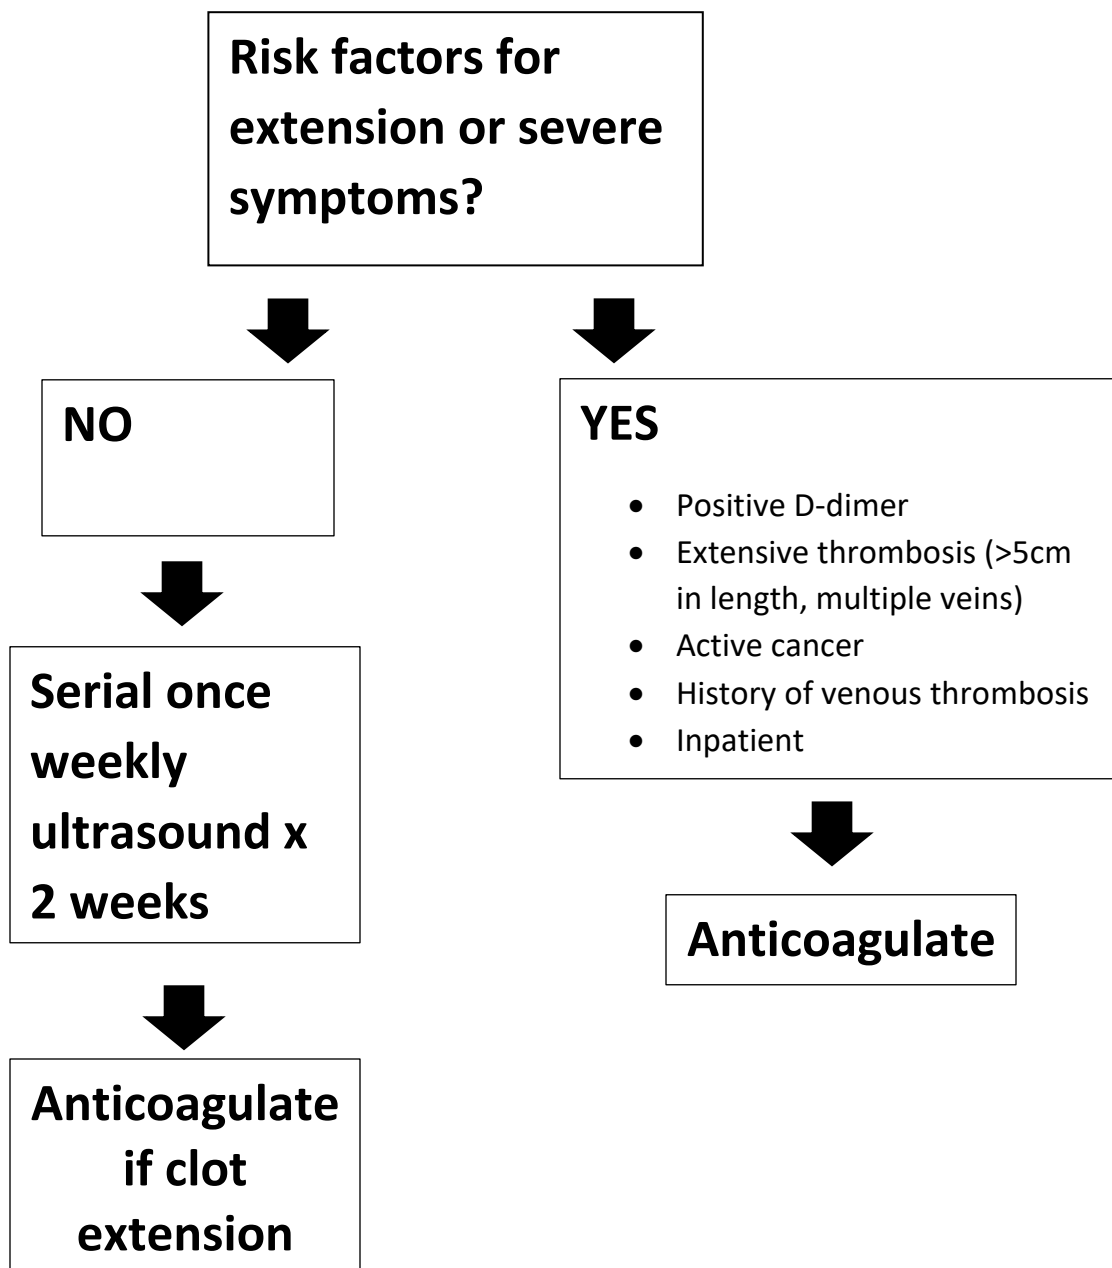 Risk factors for
extension or severe
symptoms?
NO
YES
• Positive D-dimer
• Extensive thrombosis (>5cm
in length, multiple veins)
• Active cancer
• History of venous thrombosis
• Inpatient
Serial once
weekly
ultrasound x
2 weeks
Anticoagulate
Anticoagulate
if clot
extension